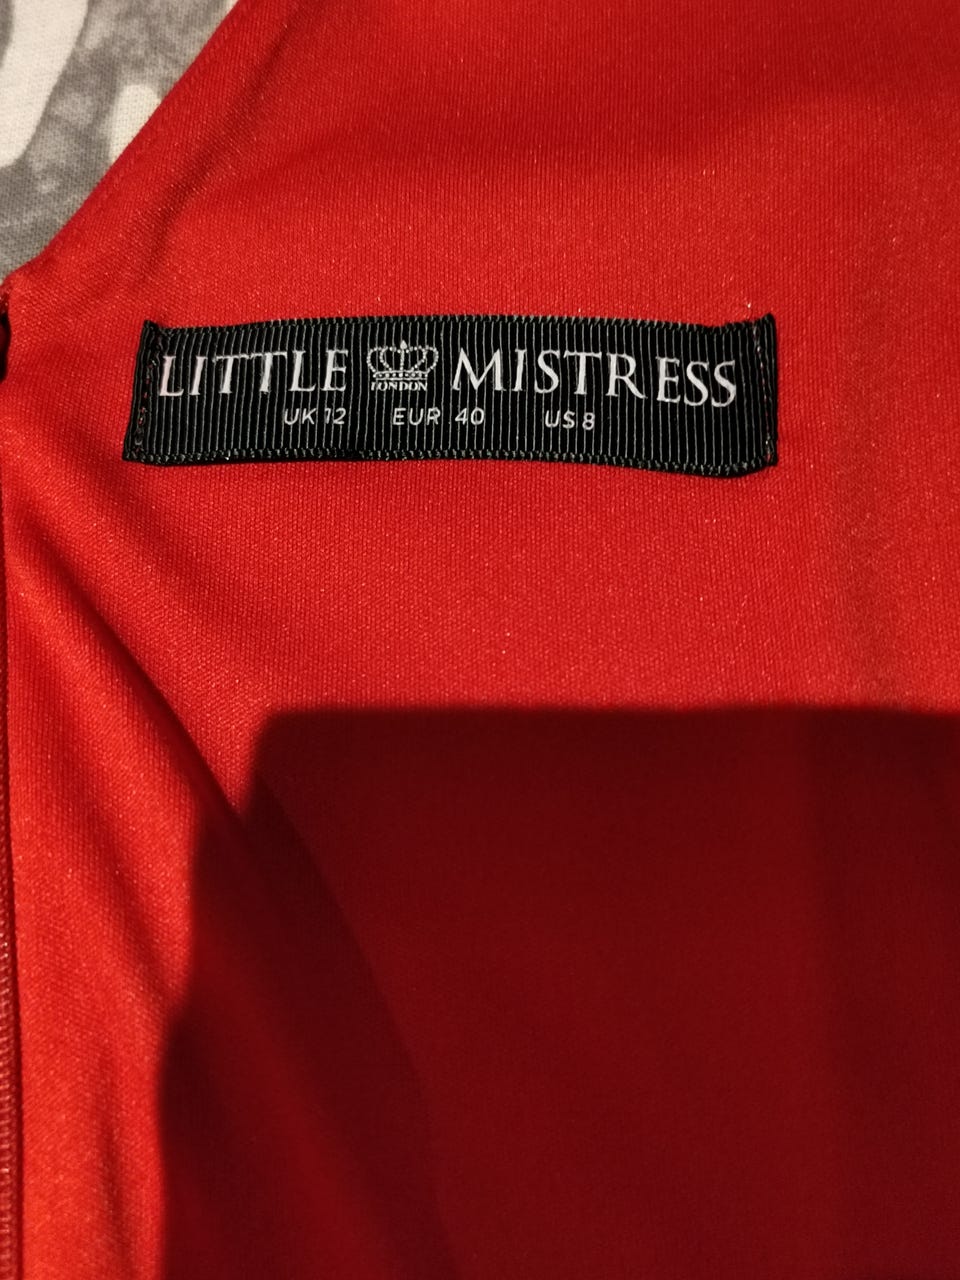 LITTLE LONDON MISTRESS
UK 12 EUR 40 US 8